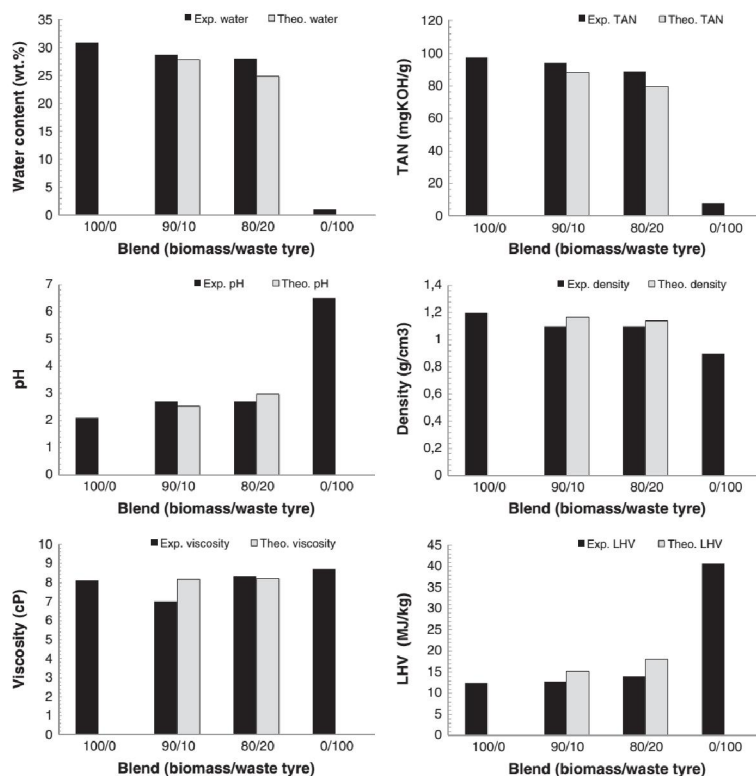 Exp. water Theo. water
Water content (wt.%)
35
30
25
20
15
10
5
0
100/0 90/10 80/20 0/100
Blend (biomass/waste tyre)
Exp. TAN Theo. TAN
TAN (mgKOH/g)
120
100
80
60
40
20
0
100/0 90/10 80/20 0/100
Blend (biomass/waste tyre)
Exp. pH Theo. pH
pH
7
6
5
4
3
2
1
0
100/0 90/10 80/20 0/100
Blend (biomass/waste tyre)
Exp. density Theo. density
Density (g/cm3)
1,4
1,2
1
0,8
0,6
0,4
0,2
0
100/0 90/10 80/20 0/100
Blend (biomass/waste tyre)
Exp. viscosity Theo. viscosity
Viscosity (cP)
10
9
8
7
6
5
4
3
2
1
0
100/0 90/10 80/20 0/100
Blend (biomass/waste tyre)
Exp. LHV Theo. LHV
LHV (MJ/kg)
45
40
35
30
25
20
15
10
5
0
100/0 90/10 80/20 0/100
Blend (biomass/waste tyre)